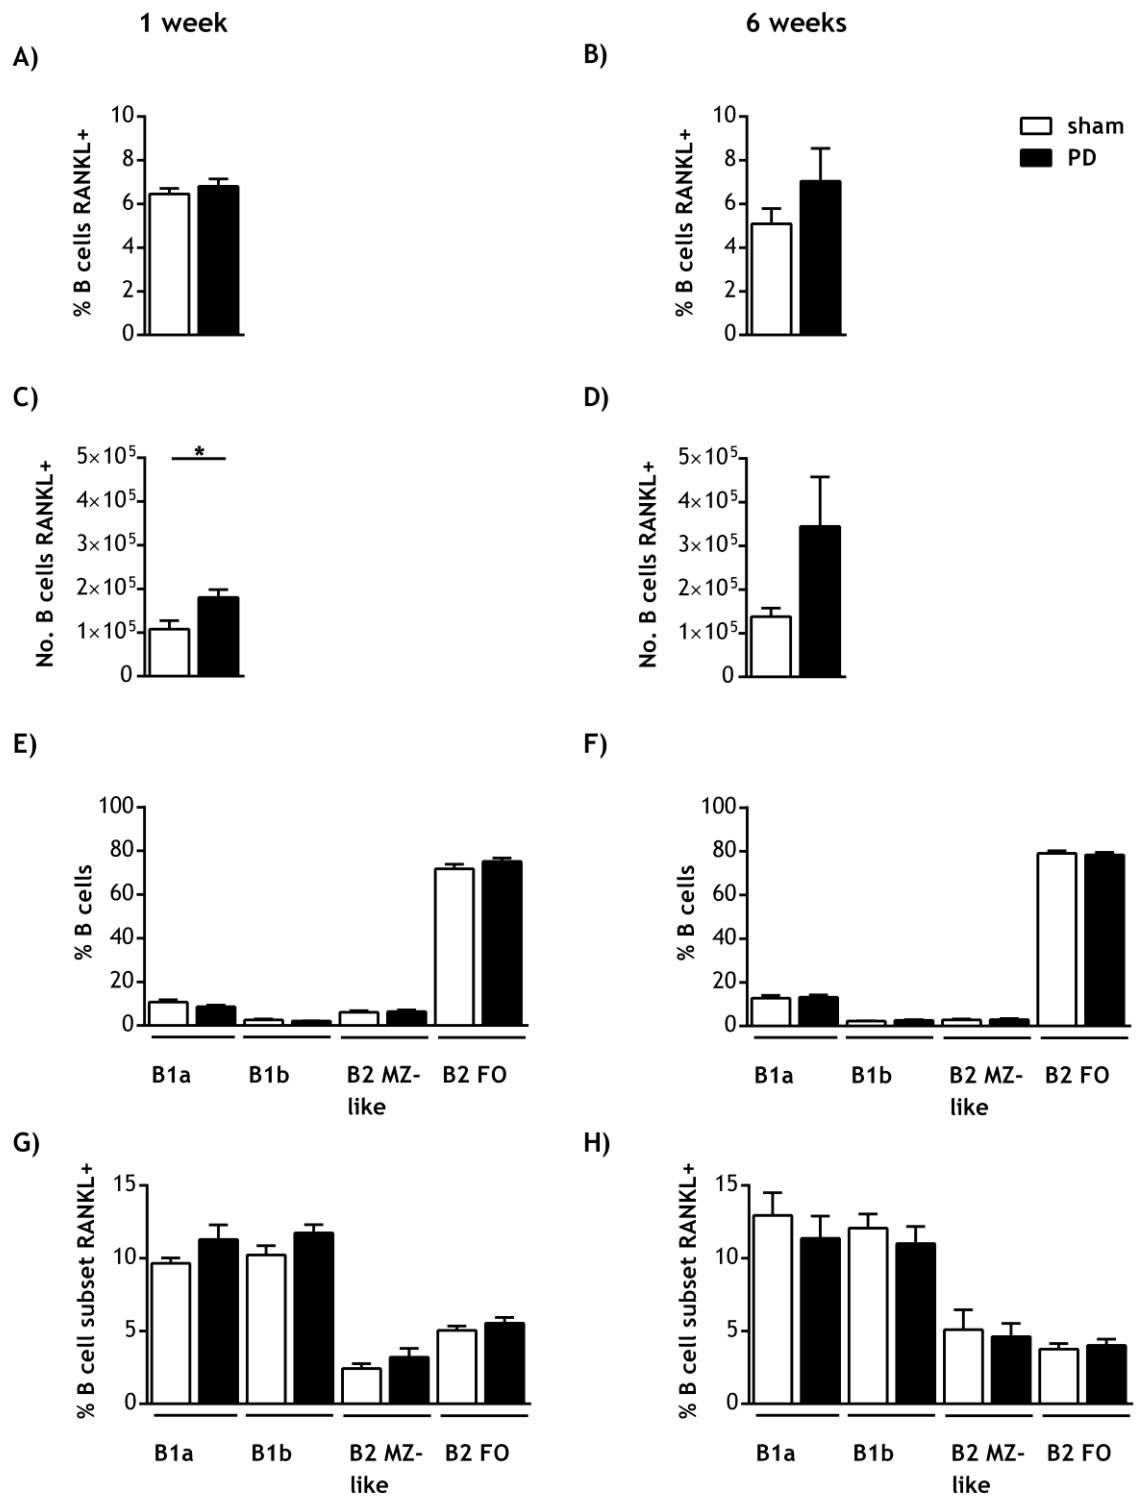 1 week
6 weeks
A)
B)
% B cells RANKL+
10
8
6
4
2
0
% B cells RANKL+
10
8
6
4
2
0
sham
PD
C)
D)
No. B cells RANKL+
5×10⁵
4×10⁵
3×10⁵
2×10⁵
1×10⁵
0
*
No. B cells RANKL+
5×10⁵
4×10⁵
3×10⁵
2×10⁵
1×10⁵
0
E)
F)
% B cells
100
80
60
40
20
0
B1a B1b B2 MZ- B2 FO
like
% B cells
100
80
60
40
20
0
B1a B1b B2 MZ- B2 FO
like
G)
H)
% B cell subset RANKL+
15
10
5
0
B1a B1b B2 MZ- B2 FO
like
% B cell subset RANKL+
15
10
5
0
B1a B1b B2 MZ- B2 FO
like